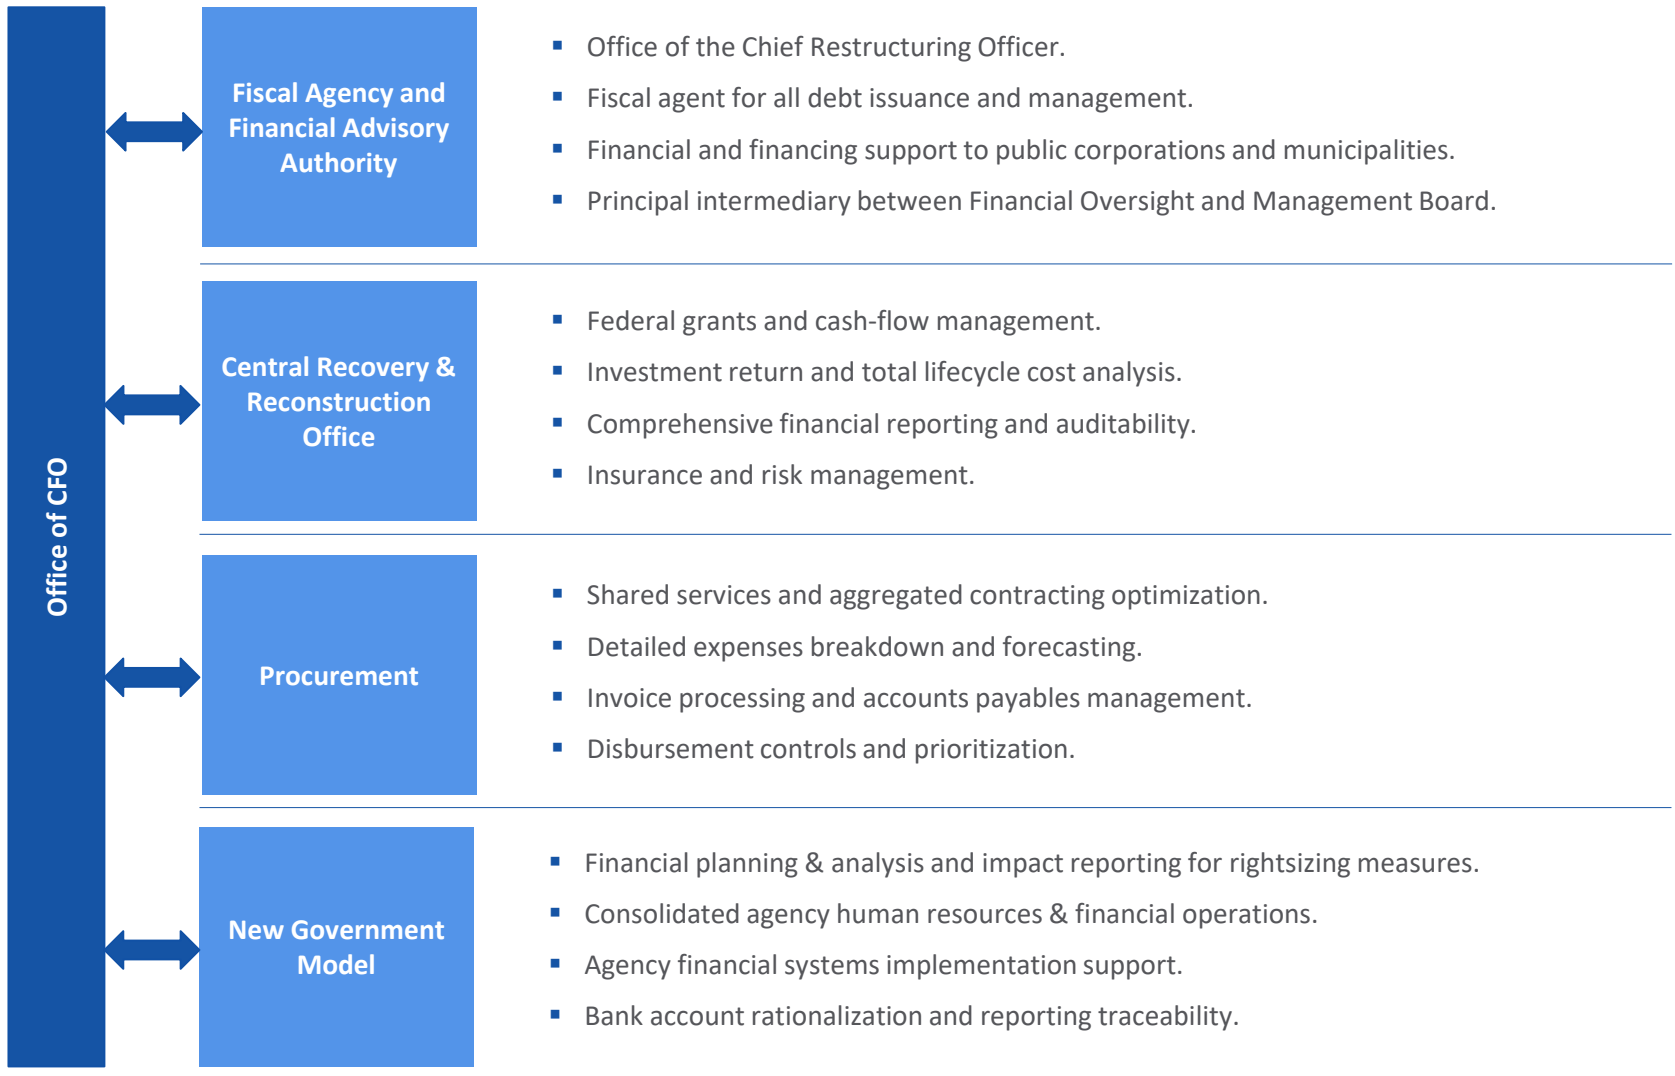 Office of CFO
Fiscal Agency and
Financial Advisory
Authority
▪ Office of the Chief Restructuring Officer.
▪ Fiscal agent for all debt issuance and management.
▪ Financial and financing support to public corporations and municipalities.
▪ Principal intermediary between Financial Oversight and Management Board.
Central Recovery &
Reconstruction
Office
▪ Federal grants and cash-flow management.
▪ Investment return and total lifecycle cost analysis.
▪ Comprehensive financial reporting and auditability.
▪ Insurance and risk management.
Procurement
▪ Shared services and aggregated contracting optimization.
▪ Detailed expenses breakdown and forecasting.
▪ Invoice processing and accounts payables management.
▪ Disbursement controls and prioritization.
New Government
Model
▪ Financial planning & analysis and impact reporting for rightsizing measures.
▪ Consolidated agency human resources & financial operations.
▪ Agency financial systems implementation support.
▪ Bank account rationalization and reporting traceability.